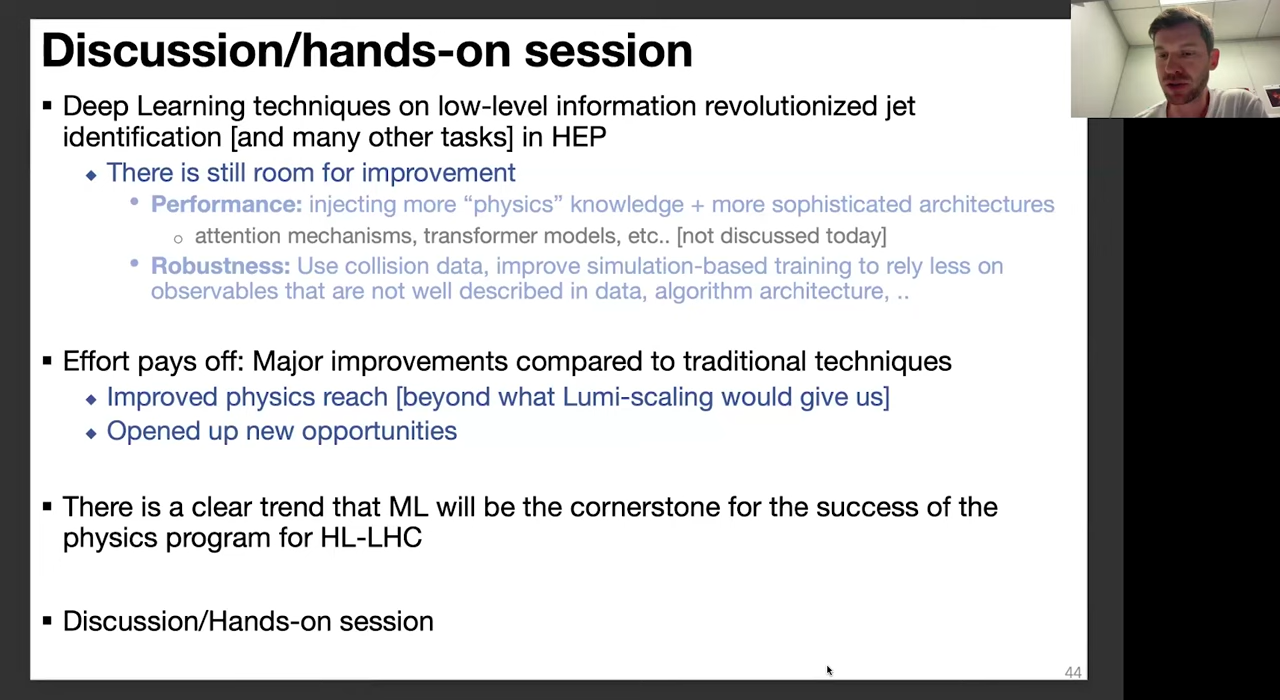 Discussion/hands-on session
▪ Deep Learning techniques on low-level information revolutionized jet
identification [and many other tasks] in HEP
◆ There is still room for improvement
• Performance: injecting more “physics” knowledge + more sophisticated architectures
○ attention mechanisms, transformer models, etc.. [not discussed today]
• Robustness: Use collision data, improve simulation-based training to rely less on
observables that are not well described in data, algorithm architecture, ..
▪ Effort pays off: Major improvements compared to traditional techniques
◆ Improved physics reach [beyond what Lumi-scaling would give us]
◆ Opened up new opportunities
▪ There is a clear trend that ML will be the cornerstone for the success of the
physics program for HL-LHC
▪ Discussion/Hands-on session
44